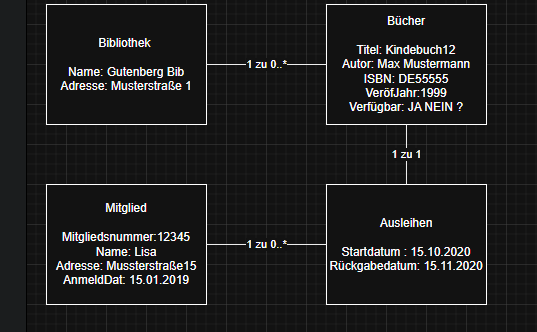 Bibliothek
Name: Gutenberg Bib
Adresse: Musterstraße 1
1 zu 0..*
Bücher
Titel: Kindebuch12
Autor: Max Mustermann
ISBN: DE55555
VeröfJahr:1999
Verfügbar: JA NEIN ?
1 zu 1
Mitglied
Mitgliedsnummer:12345
Name: Lisa
Adresse: Mussterstraße15
AnmeldDat: 15.01.2019
1 zu 0..*
Ausleihen
Startdatum : 15.10.2020
Rückgabedatum: 15.11.2020